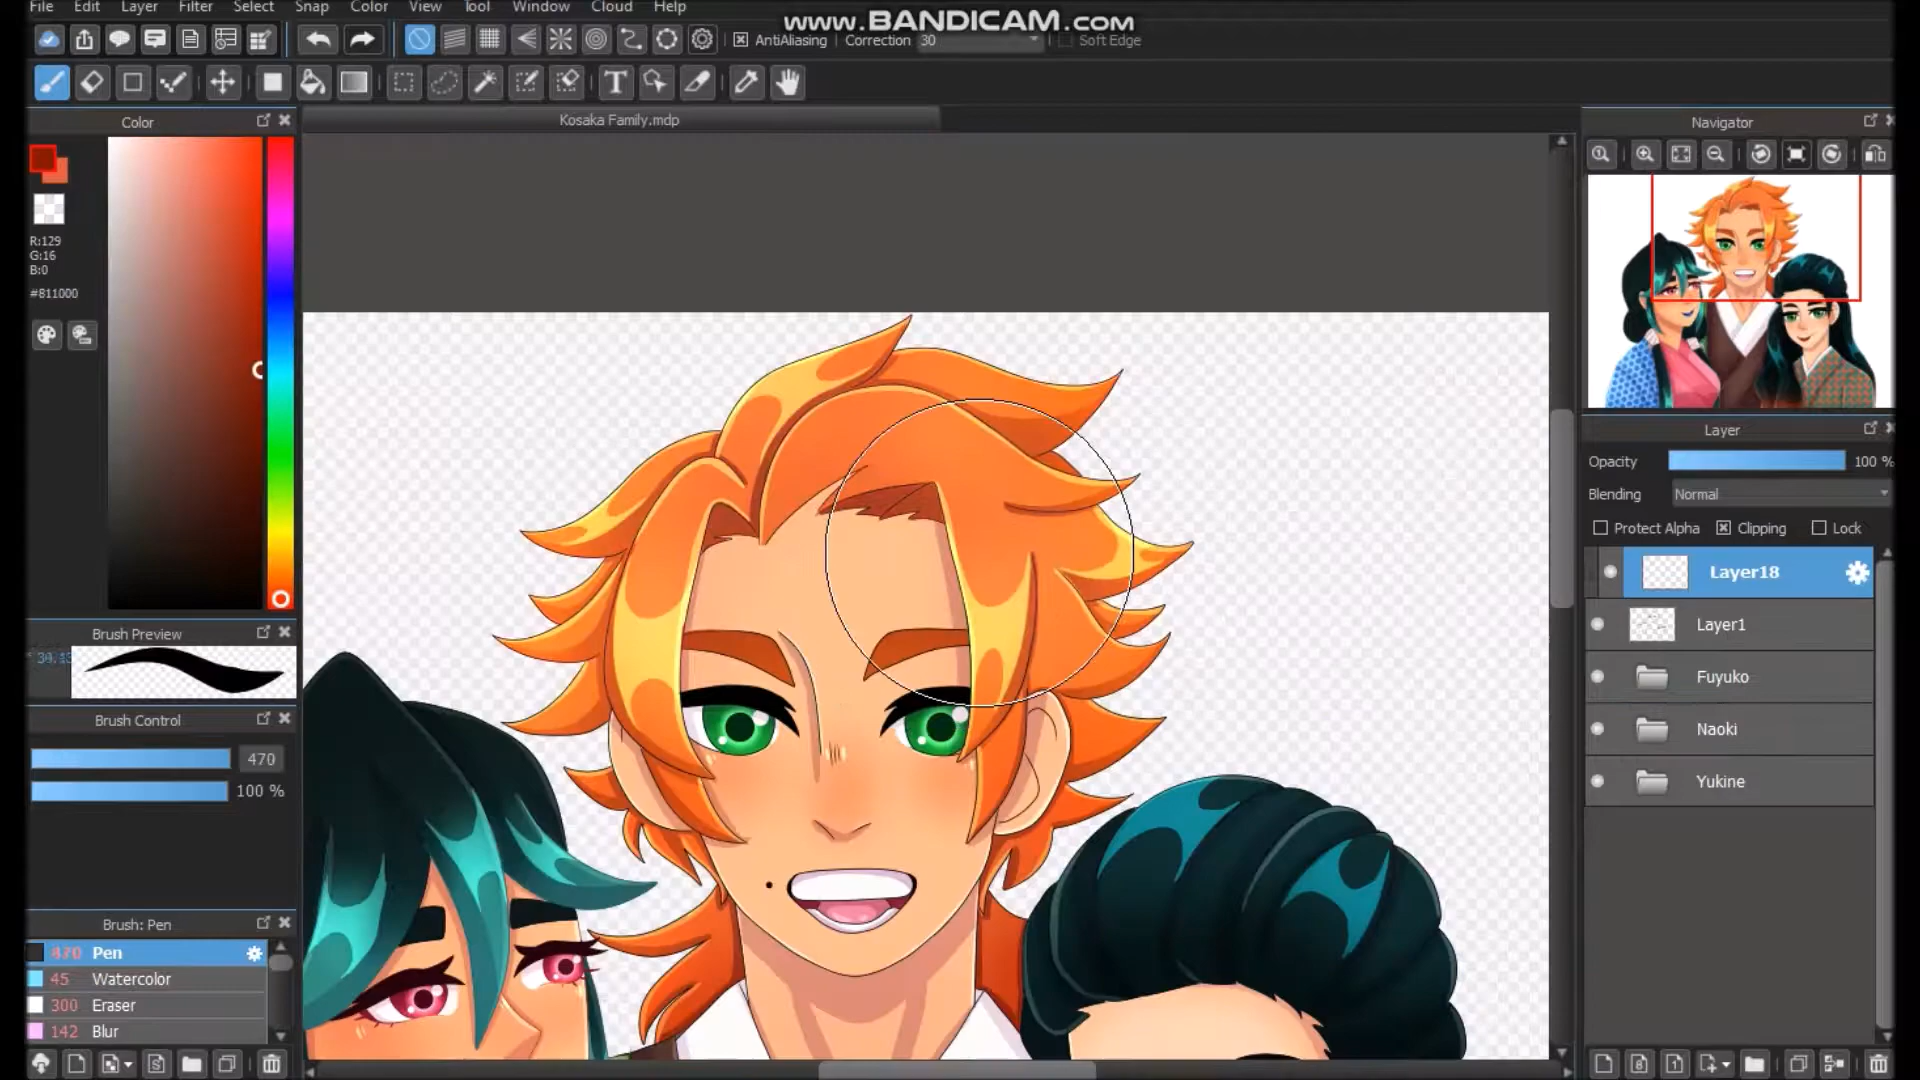 File Edit Layer Filter Select Snap Color View Tool Window Cloud Help
www.BANDICAM.com
AntiAliasing Correction 30 Soft Edge
T
Color
Kosaka Family.mdp
Navigator
R:129
G:16
B:0
#811000
Layer
Opacity 100 %
Blending Normal
Protect Alpha Clipping Lock
Layer18
Layer1
Fuyuko
Naoki
Yukine
Brush Preview
Brush Control
470
100 %
Brush: Pen
470 Pen
45 Watercolor
300 Eraser
142 Blur